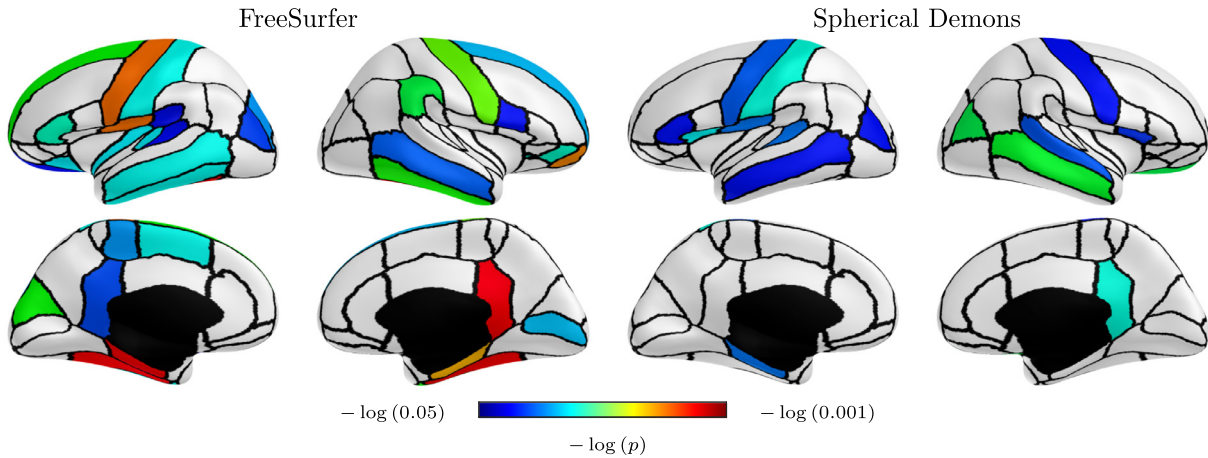 FreeSurfer
Spherical Demons
− log (0.05)
− log (0.001)
− log (p)